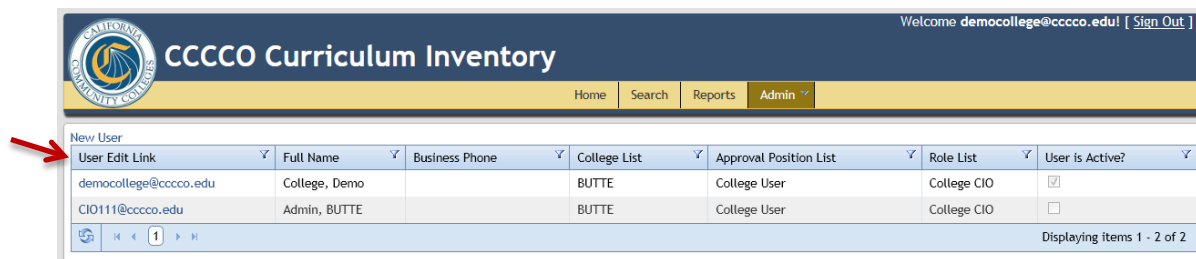 Welcome democollege@cccco.edu! [ Sign Out ]
CALIFORNIA
COMMUNITY COLLEGES
CCCCO Curriculum Inventory
Home Search Reports Admin
New User
User Edit Link Full Name Business Phone College List Approval Position List Role List User is Active?
democollege@cccco.edu College, Demo BUTTE College User College CIO
CIO111@cccco.edu Admin, BUTTE BUTTE College User College CIO
1 Displaying items 1 - 2 of 2